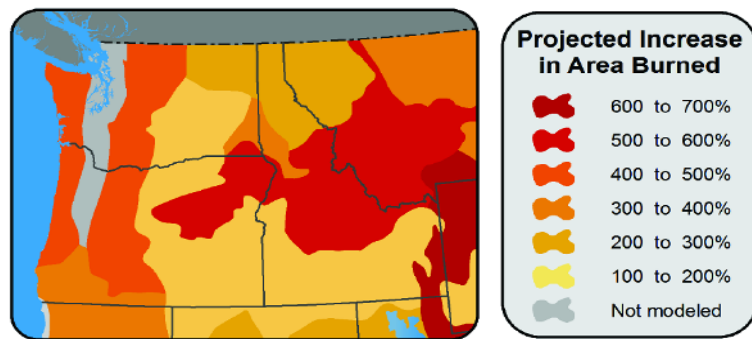 Projected Increase
in Area Burned
600 to 700%
500 to 600%
400 to 500%
300 to 400%
200 to 300%
100 to 200%
Not modeled